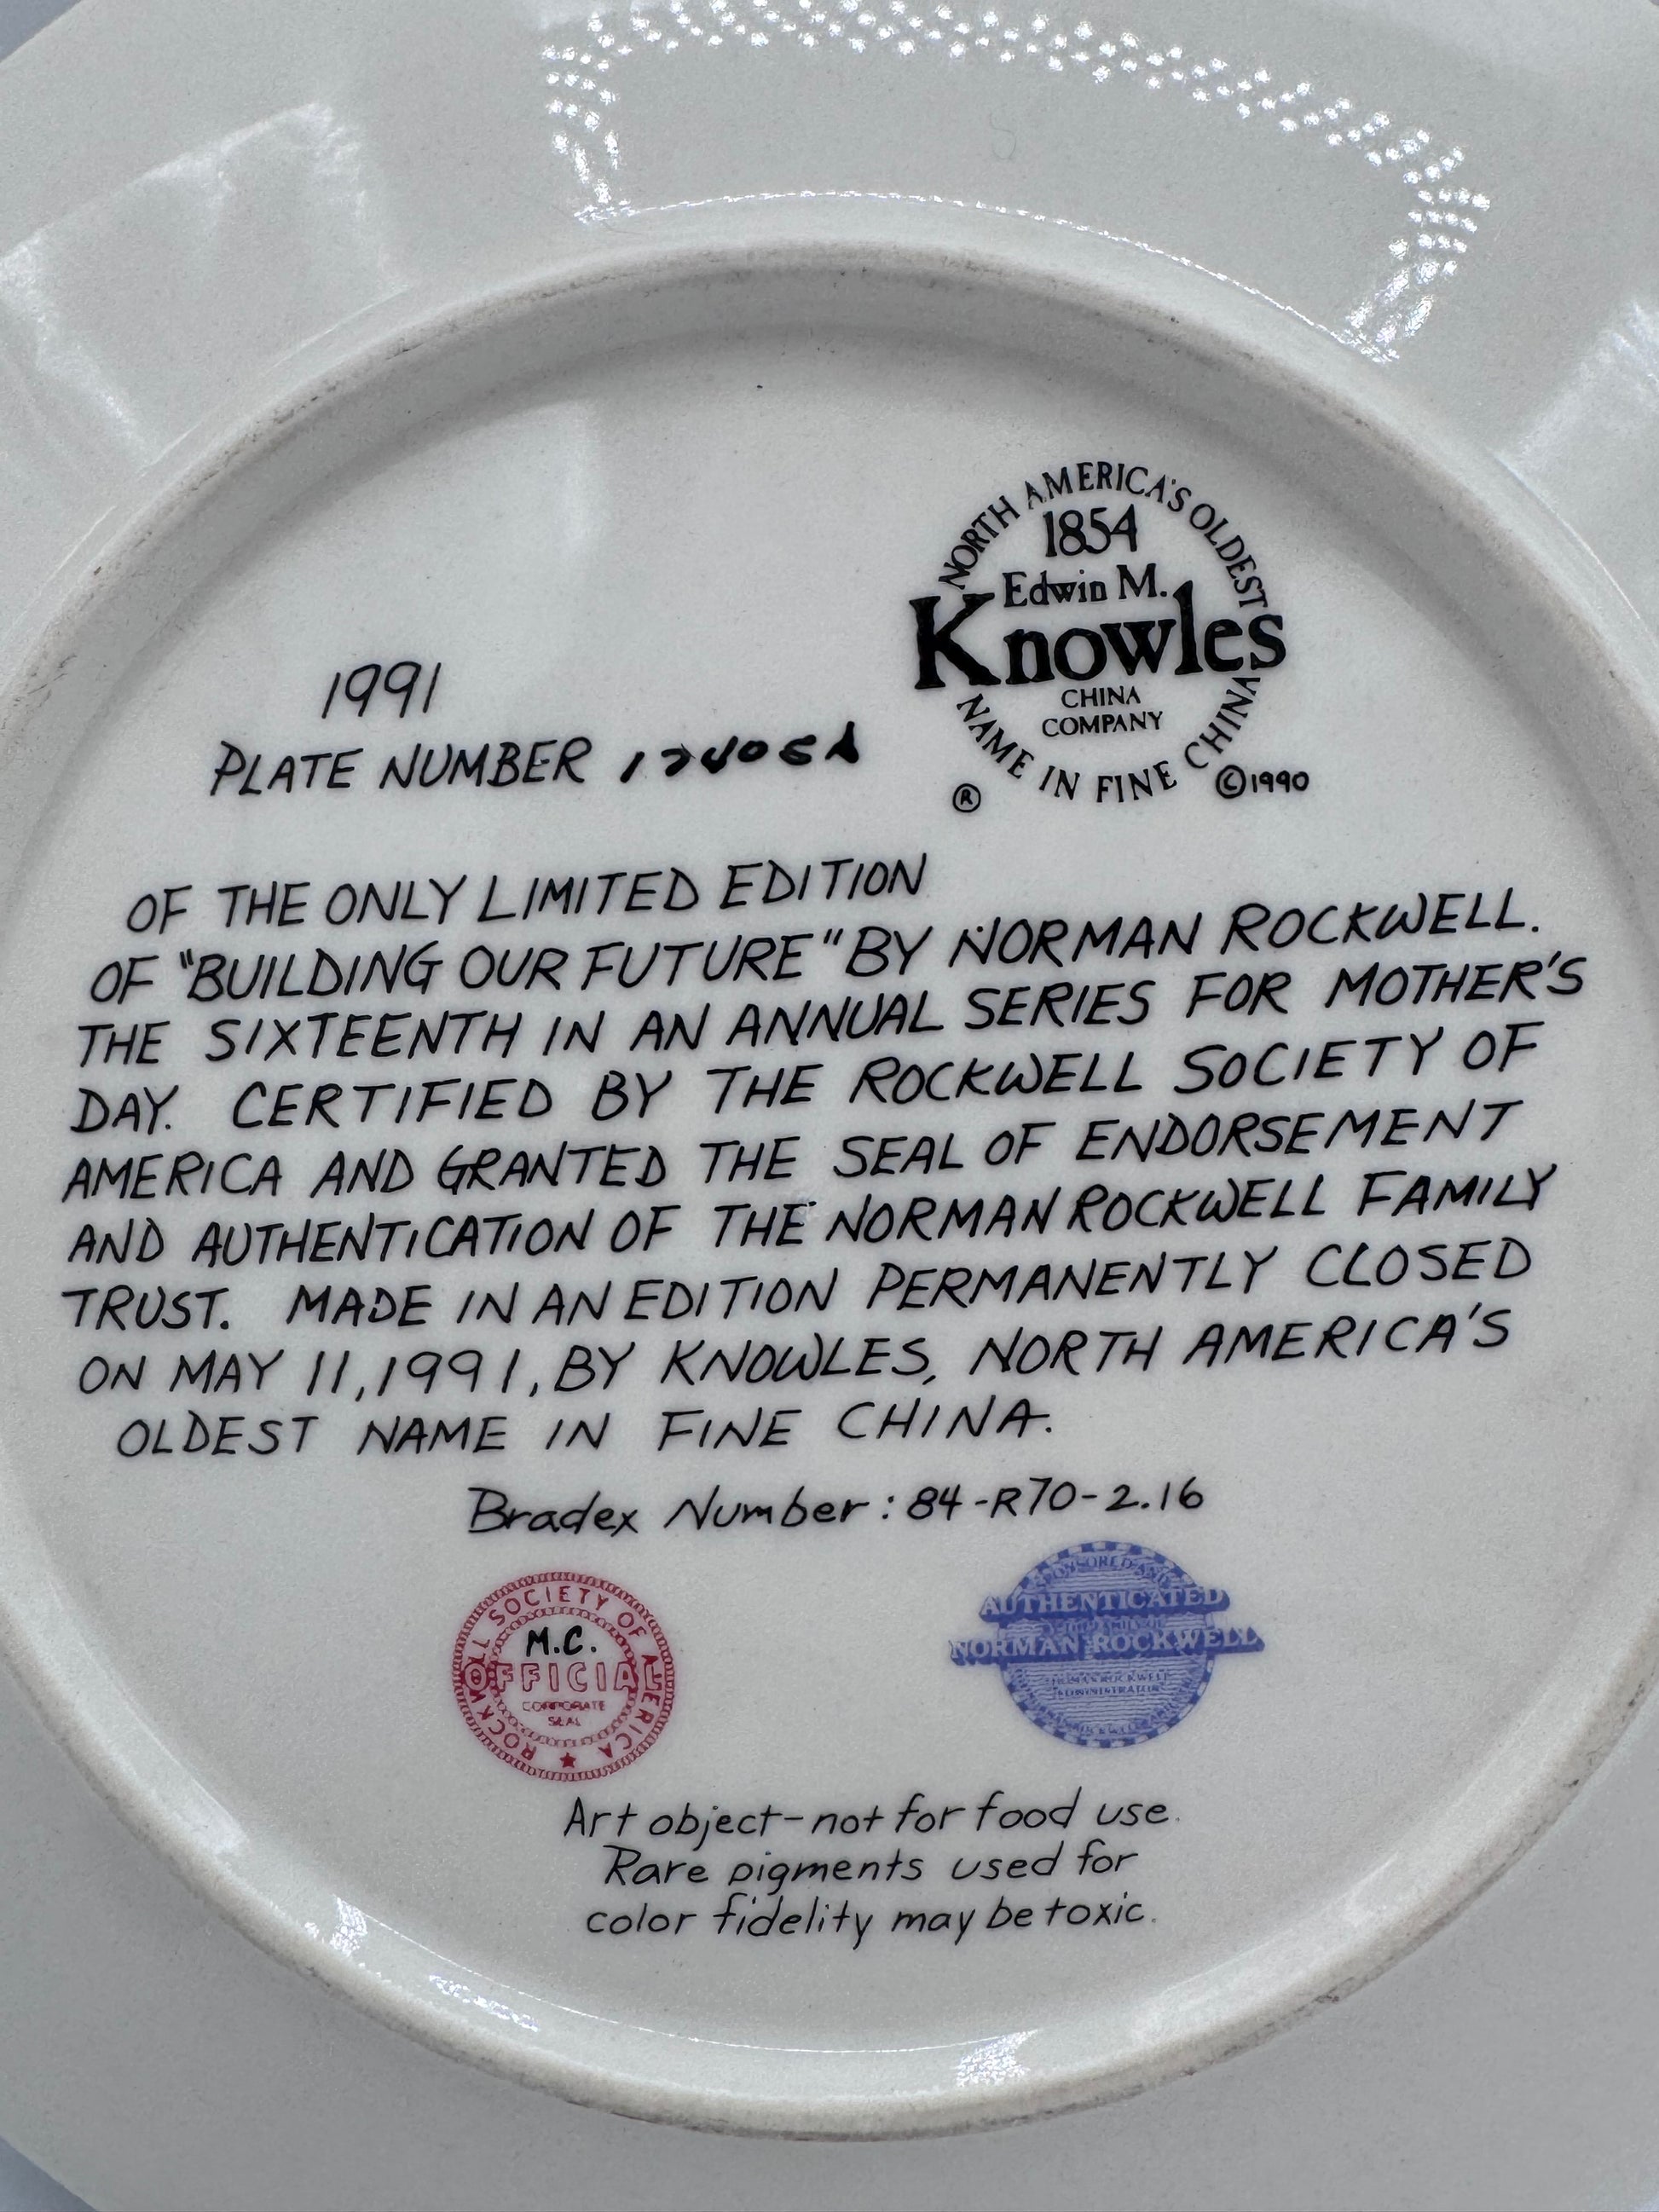 NORTH AMERICA'S OLDEST
1854
Edwin M.
Knowles
CHINA
COMPANY
NAME IN FINE CHINA
® ©1990
1991
PLATE NUMBER
OF THE ONLY LIMITED EDITION
OF "BUILDING OUR FUTURE" BY NORMAN ROCKWELL.
THE SIXTEENTH IN AN ANNUAL SERIES FOR MOTHER'S
DAY. CERTIFIED BY THE ROCKWELL SOCIETY OF
AMERICA AND GRANTED THE SEAL OF ENDORSEMENT
AND AUTHENTICATION OF THE NORMAN ROCKWELL FAMILY
TRUST. MADE IN AN EDITION PERMANENTLY CLOSED
ON MAY 11, 1991, BY KNOWLES, NORTH AMERICA'S
OLDEST NAME IN FINE CHINA.
Bradex Number: 84-R70-2.16
ROCKWELL SOCIETY OF AMERICA
M.C.
OFFICIAL
CORPORATE
SEAL
AUTHENTICATED
NORMAN ROCKWELL
Art object-not for food use.
Rare pigments used for
color fidelity may be toxic.